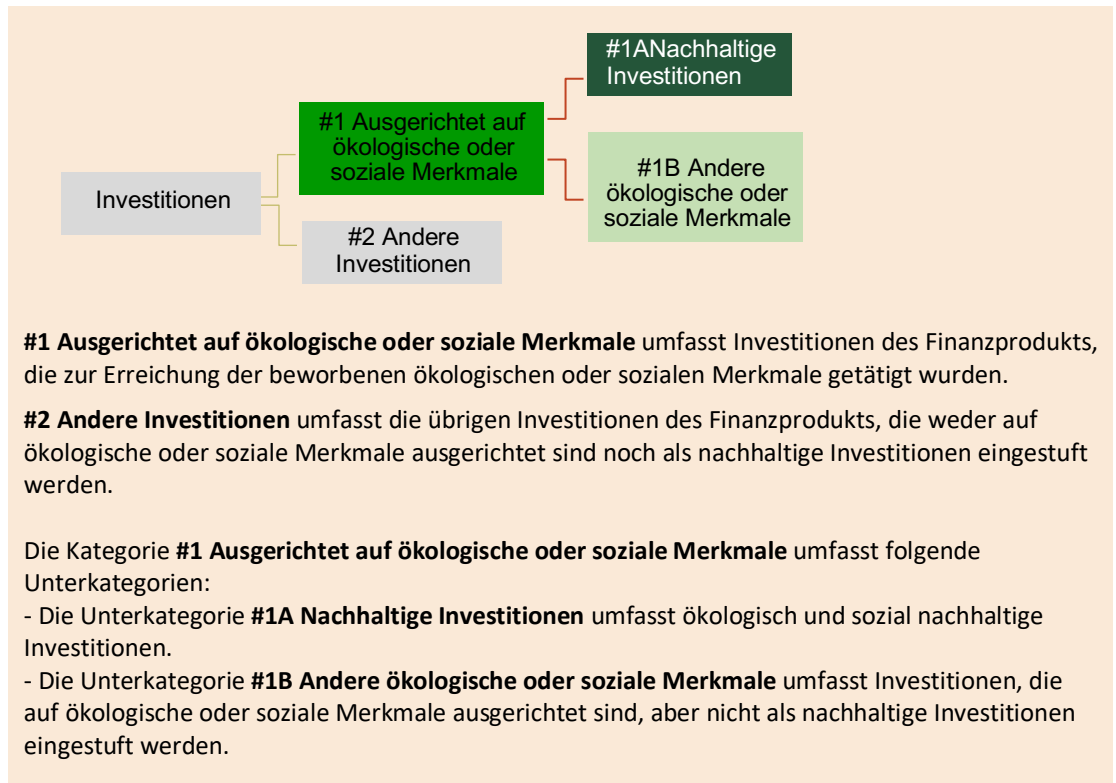 #1ANachhaltige
Investitionen
#1 Ausgerichtet auf
ökologische oder
soziale Merkmale
#1B Andere
ökologische oder
soziale Merkmale
Investitionen
#2 Andere
Investitionen
#1 Ausgerichtet auf ökologische oder soziale Merkmale umfasst Investitionen des Finanzprodukts,
die zur Erreichung der beworbenen ökologischen oder sozialen Merkmale getätigt wurden.
#2 Andere Investitionen umfasst die übrigen Investitionen des Finanzprodukts, die weder auf
ökologische oder soziale Merkmale ausgerichtet sind noch als nachhaltige Investitionen eingestuft
werden.
Die Kategorie #1 Ausgerichtet auf ökologische oder soziale Merkmale umfasst folgende
Unterkategorien:
- Die Unterkategorie #1A Nachhaltige Investitionen umfasst ökologisch und sozial nachhaltige
Investitionen.
- Die Unterkategorie #1B Andere ökologische oder soziale Merkmale umfasst Investitionen, die
auf ökologische oder soziale Merkmale ausgerichtet sind, aber nicht als nachhaltige Investitionen
eingestuft werden.